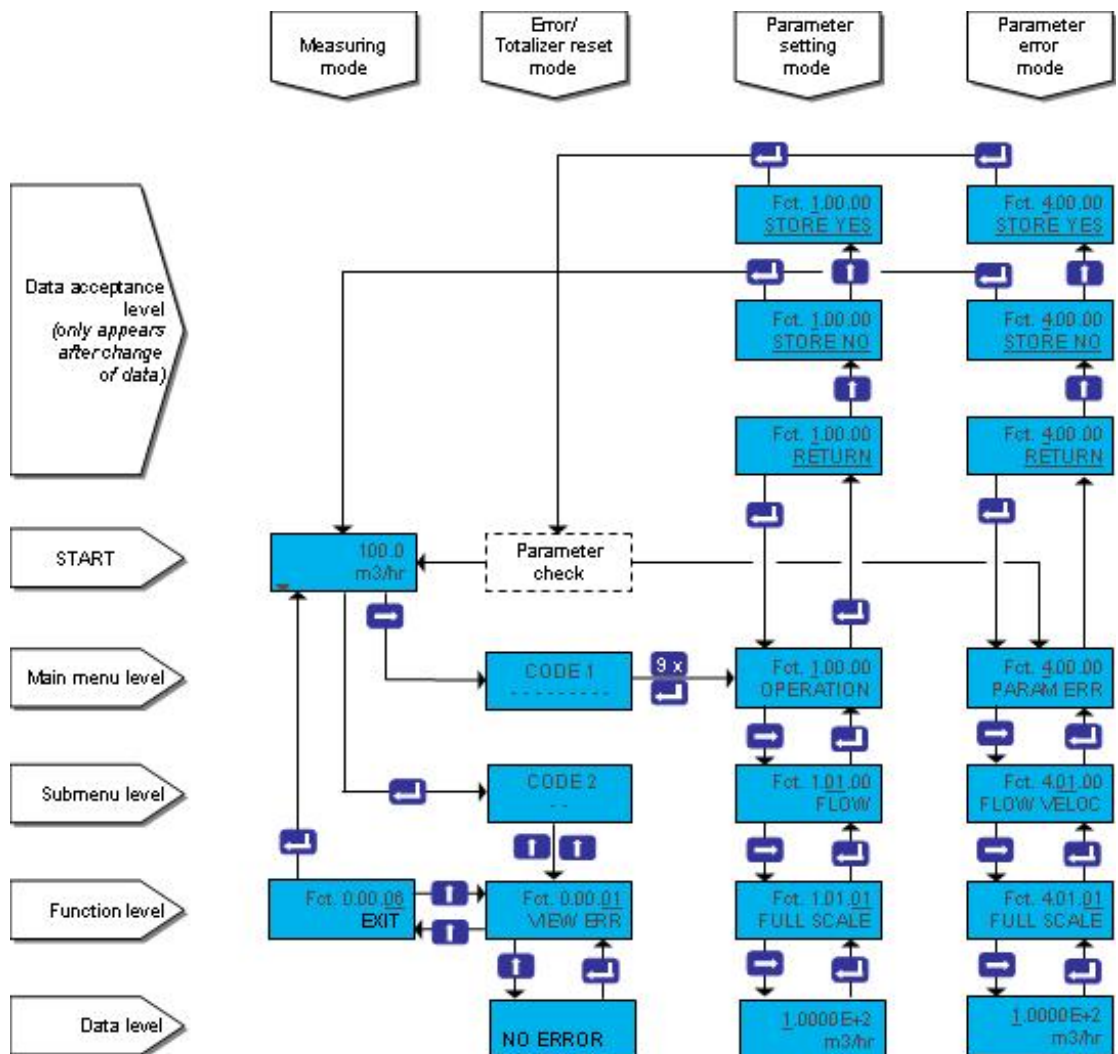 Measuring
mode
Error/
Totalizer reset
mode
Parameter
setting
mode
Parameter
error
mode
Data acceptance
level
(only appears
after change
of data)
Fct. 1.00.00
STORE YES
Fct. 4.00.00
STORE YES
Fct. 1.00.00
STORE NO
Fct. 4.00.00
STORE NO
Fct. 1.00.00
RETURN
Fct. 4.00.00
RETURN
START
100.0
m3/hr
Parameter
check
Main menu level
CODE 1
- - - - - - - - -
9 x
Fct. 1.00.00
OPERATION
Fct. 4.00.00
PARAM ERR
Submenu level
CODE 2
- -
Fct. 1.01.00
FLOW
Fct. 4.01.00
FLOW VELOC
Function level
Fct. 0.00.06
EXIT
Fct. 0.00.01
VIEW ERR
Fct. 1.01.01
FULL SCALE
Fct. 4.01.01
FULL SCALE
Data level
NO ERROR
1.0000E+2
m3/hr
1.0000E+2
m3/hr